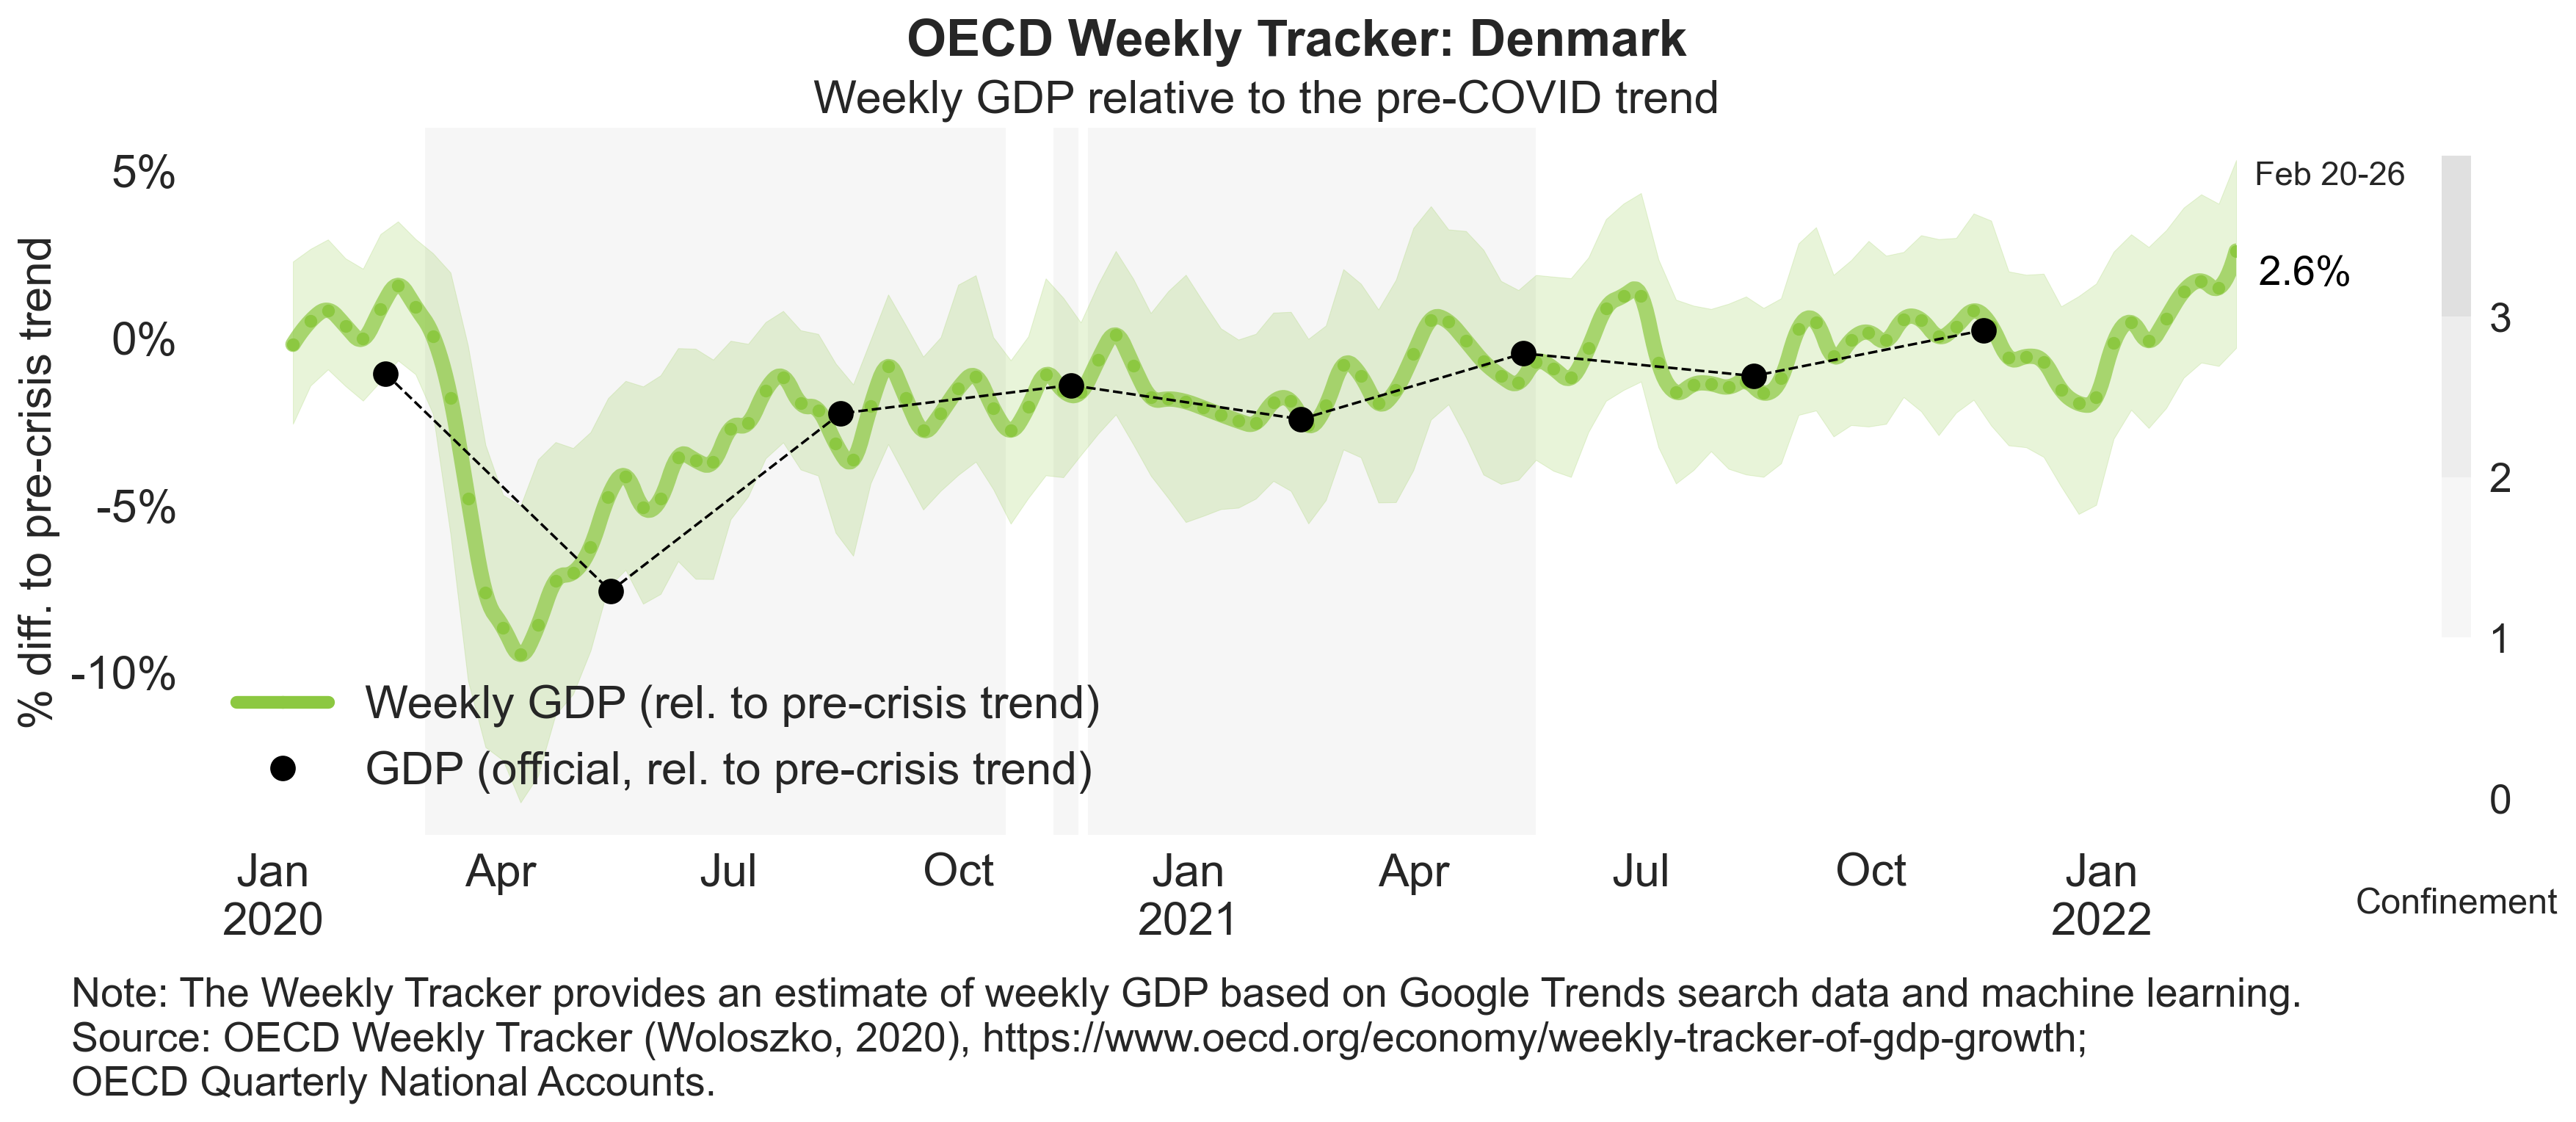 OECD Weekly Tracker: Denmark
Weekly GDP relative to the pre-COVID trend
% diff. to pre-crisis trend
5%
0%
-5%
-10%
Feb 20-26
2.6%
3
2
1
0
Confinement
Weekly GDP (rel. to pre-crisis trend)
GDP (official, rel. to pre-crisis trend)
Jan Apr Jul Oct Jan Apr Jul Oct Jan
2020 2021 2022
Note: The Weekly Tracker provides an estimate of weekly GDP based on Google Trends search data and machine learning.
Source: OECD Weekly Tracker (Woloszko, 2020), https://www.oecd.org/economy/weekly-tracker-of-gdp-growth;
OECD Quarterly National Accounts.